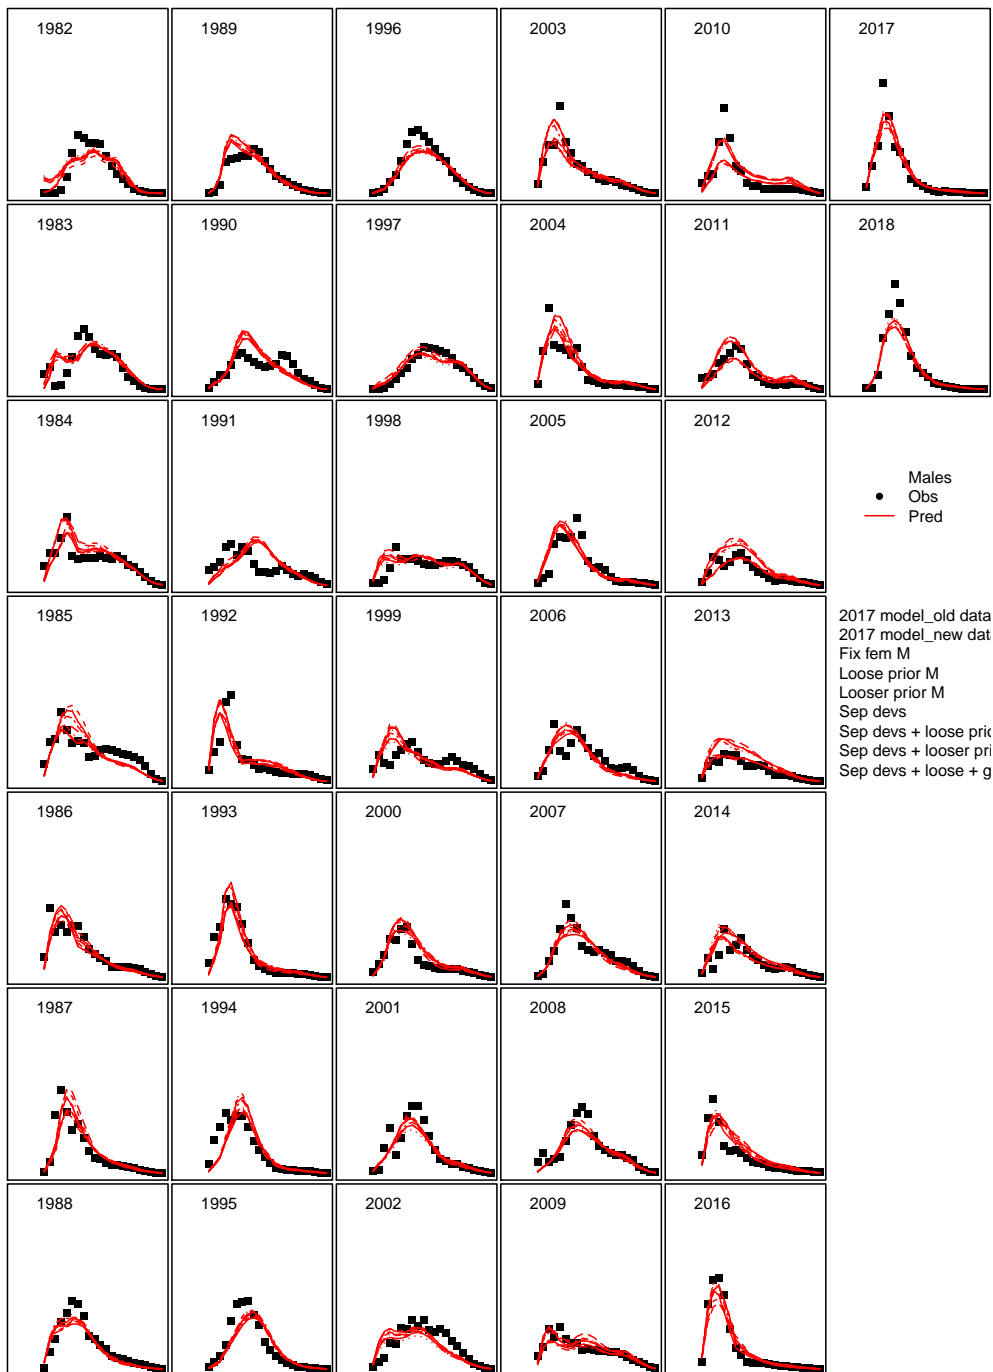 1982 1989 1996 2003 2010 2017
1983 1990 1997 2004 2011 2018
1984 1991 1998 2005 2012
Males
Obs
Pred
1985 1992 1999 2006 2013
2017 model_old data
2017 model_new dat
Fix fem M
Loose prior M
Looser prior M
Sep devs
Sep devs + loose prio
Sep devs + looser pri
Sep devs + loose + g
1986 1993 2000 2007 2014
1987 1994 2001 2008 2015
1988 1995 2002 2009 2016